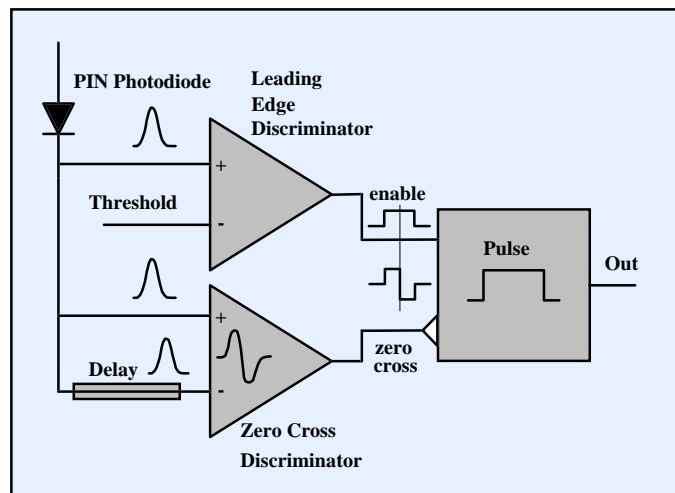 PIN Photodiode
Leading
Edge
Discriminator
+
Threshold
-
enable
Pulse
Out
+
Delay
-
zero
cross
Zero Cross
Discriminator